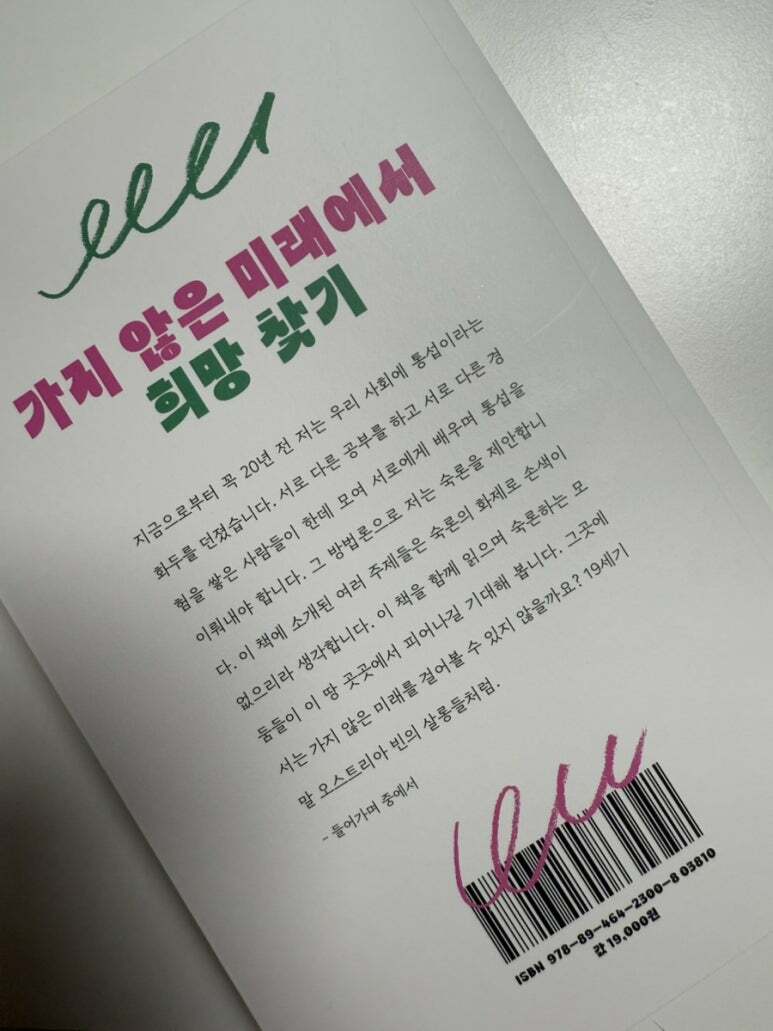 가지 않은 미래에서
희망 찾기
지금으로부터 꼭 20년 전 저는 우리 사회에 통섭이라는
화두를 던졌습니다. 서로 다른 공부를 하고 서로 다른 경
험을 쌓은 사람들이 한데 모여 서로에게 배우며 통섭을
이뤄내야 합니다. 그 방법론으로 저는 숙론을 제안합니
다. 이 책에 소개된 여러 주제들은 숙론의 화제로 손색이
없으리라 생각합니다. 이 책을 함께 읽으며 숙론하는 모
둠들이 이 땅 곳곳에서 피어나길 기대해 봅니다. 그곳에
서는 가지 않은 미래를 걸어볼 수 있지 않을까요? 19세기
말 오스트리아 빈의 살롱들처럼.
- 들어가며 중에서
ISBN 978-89-464-2300-8 03810
값 19,000원